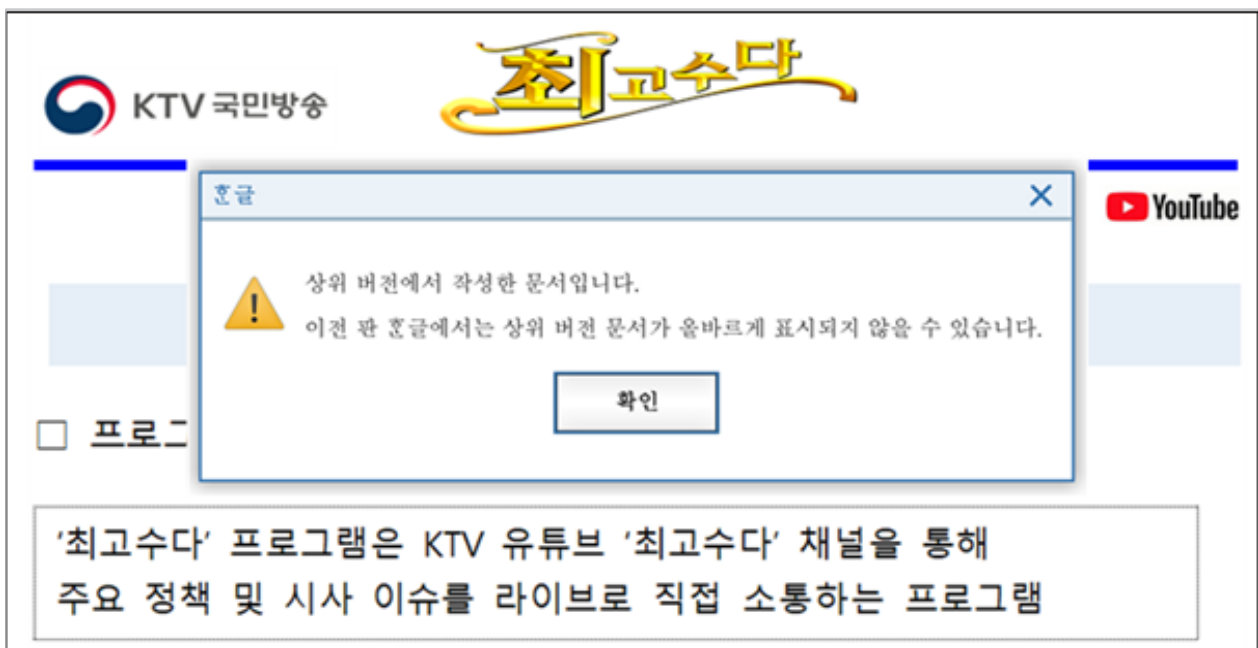 KTV 국민방송
최고수다
YouTube
훈글
상위 버전에서 작성한 문서입니다.
이전 판 훈글에서는 상위 버전 문서가 올바르게 표시되지 않을 수 있습니다.
확인
□ 프로그
‘최고수다’ 프로그램은 KTV 유튜브 ‘최고수다’ 채널을 통해
주요 정책 및 시사 이슈를 라이브로 직접 소통하는 프로그램